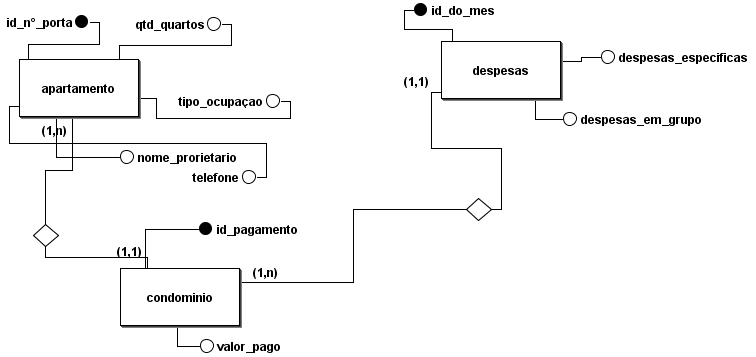 id_n°_porta
qtd_quartos
id_do_mes
apartamento
despesas
despesas_especificas
(1,1)
tipo_ocupaçao
despesas_em_grupo
(1,n)
nome_prorietario
telefone
id_pagamento
(1,1)
(1,n)
condominio
valor_pago